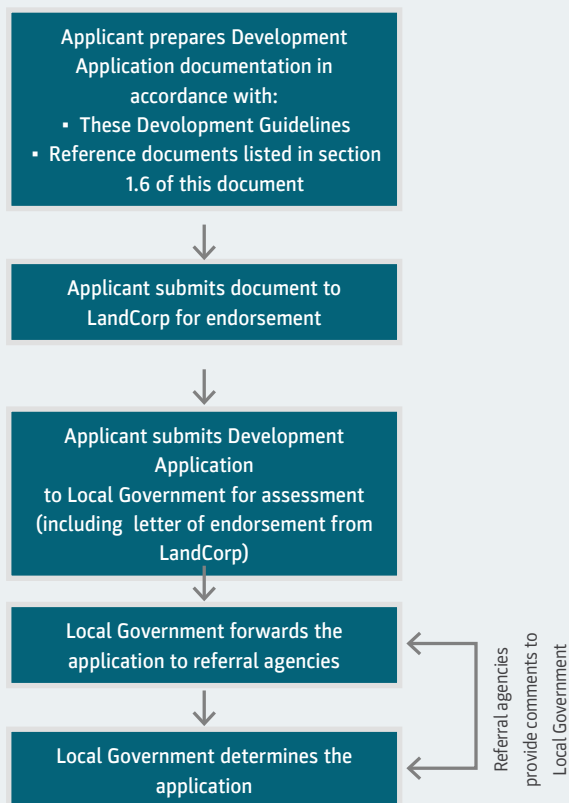 Applicant prepares Development
Application documentation in
accordance with:
▪ These Devolopment Guidelines
▪ Reference documents listed in section
1.6 of this document
Applicant submits document to
LandCorp for endorsement
Applicant submits Development
Application
to Local Government for assessment
(including letter of endorsement from
LandCorp)
Local Government forwards the
application to referral agencies
Local Government determines the
application
Referral agencies
provide comments to
Local Government